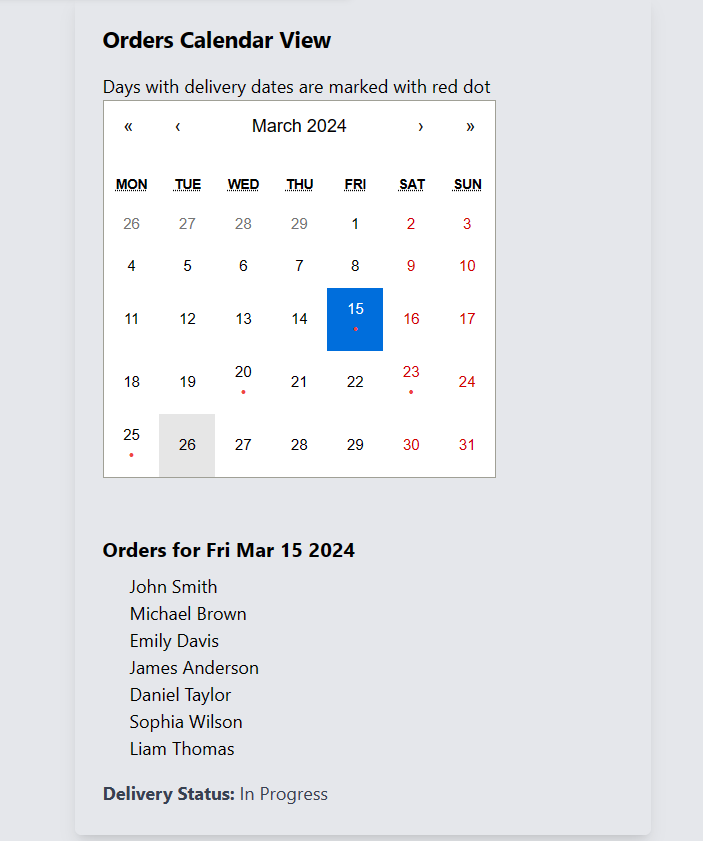 Orders Calendar View
Days with delivery dates are marked with red dot
« ‹ March 2024 › »
MON TUE WED THU FRI SAT SUN
26 27 28 29 1 2 3
4 5 6 7 8 9 10
11 12 13 14 15 16 17
18 19 20 21 22 23 24
25 26 27 28 29 30 31
Orders for Fri Mar 15 2024
John Smith
Michael Brown
Emily Davis
James Anderson
Daniel Taylor
Sophia Wilson
Liam Thomas
Delivery Status: In Progress